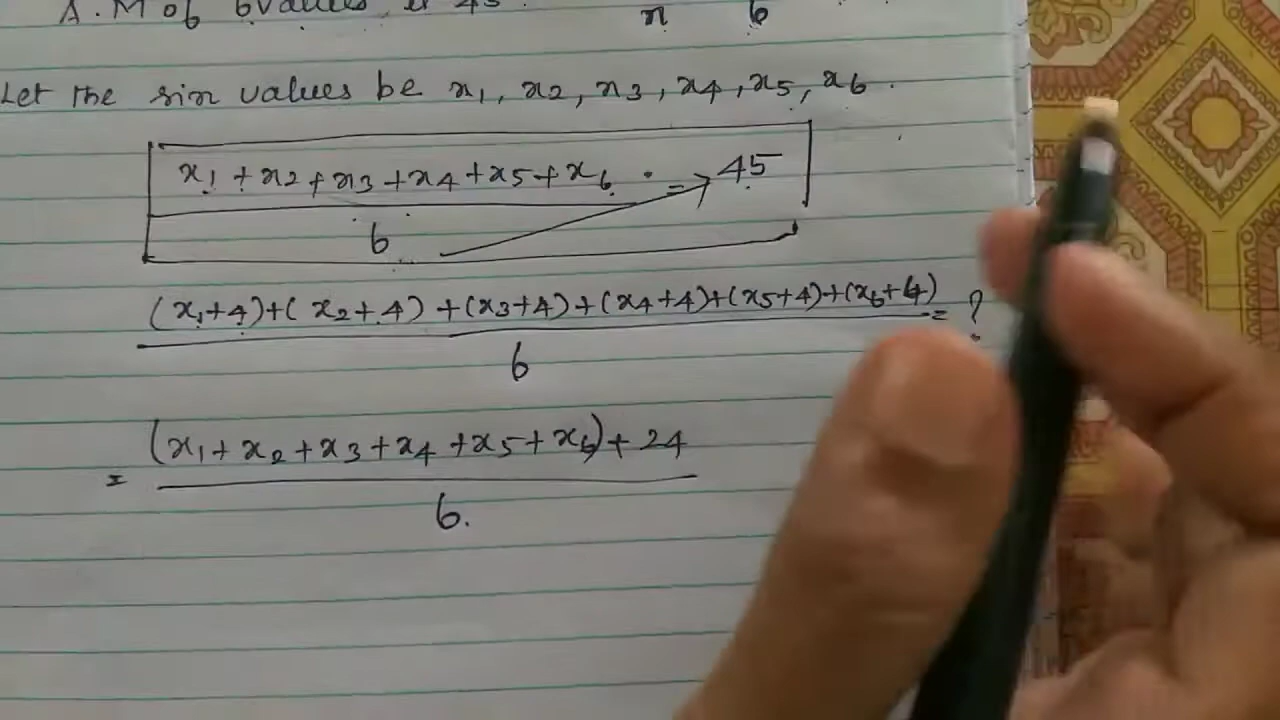 A.M of 6 values is 45.
n 6
Let the six values be x1, x2, x3, x4, x5, x6.
x1 + x2 + x3 + x4 + x5 + x6 = 45
6
(x1+4)+(x2+4)+(x3+4)+(x4+4)+(x5+4)+(x6+4) = ?
6
= (x1+x2+x3+x4+x5+x6)+24
6.